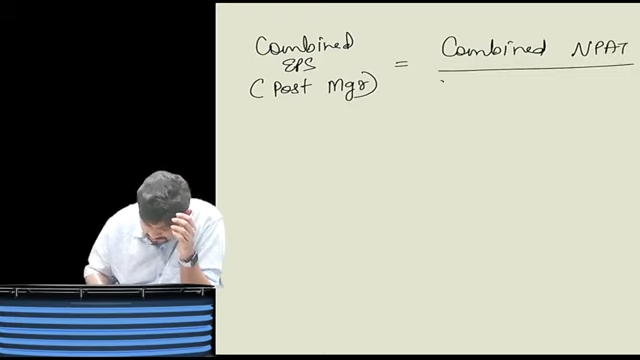 Combined
EPS
(Post Mgr)
=
Combined NPAT